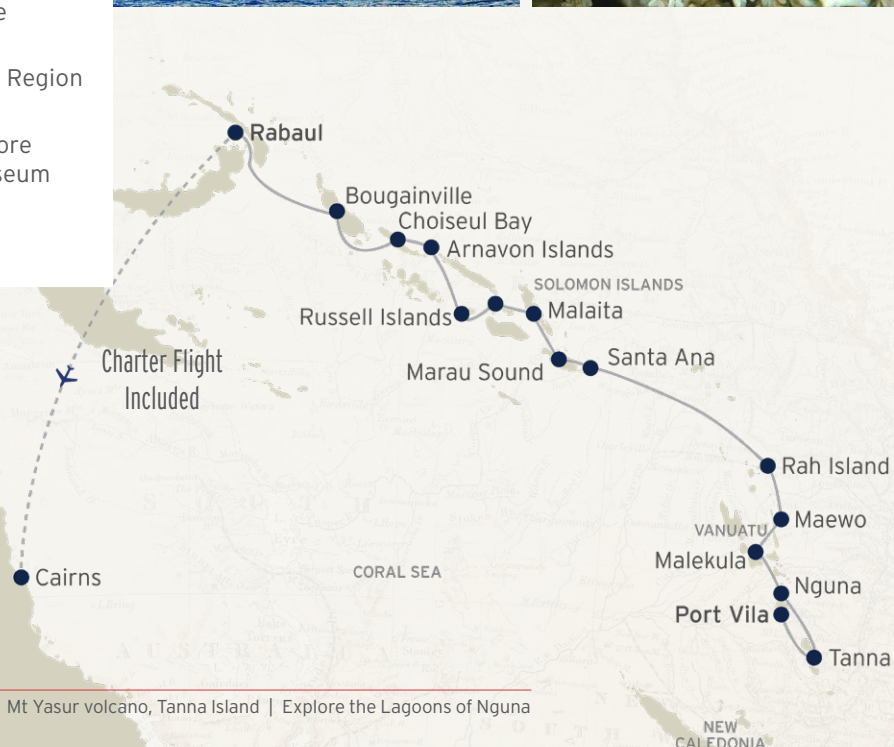 e
Region
ore
seum
Rabaul
Bougainville
Choiseul Bay
Arnavon Islands
SOLOMON ISLANDS
Russell Islands
Malaita
Charter Flight
Included
Marau Sound
Santa Ana
Rah Island
Maewo
VANUATU
Malekula
CORAL SEA
Cairns
Nguna
Port Vila
Tanna
Mt Yasur volcano, Tanna Island | Explore the Lagoons of Nguna
NEW
CALEDONIA